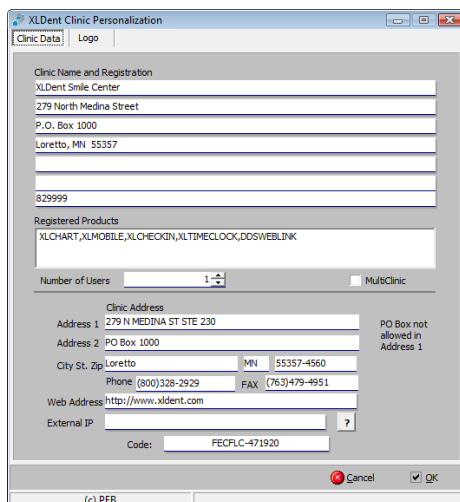 XLDent Clinic Personalization
Clinic Data Logo
Clinic Name and Registration
XLDent Smile Center
279 North Medina Street
P.O. Box 1000
Loretto, MN 55357
829999
Registered Products
XLCHART,XLMOBILE,XLCHECKIN,XLTIMECLOCK,DDSWEBLINK
Number of Users 1 MultiClinic
Clinic Address
Address 1 279 N MEDINA ST STE 230
PO Box not
allowed in
Address 1
Address 2 PO Box 1000
City St. Zip Loretto MN 55357-4560
Phone (800)328-2929 FAX (763)479-4951
Web Address http://www.xldent.com
External IP ?
Code: FECFLC-471920
Cancel OK
(c) PEB